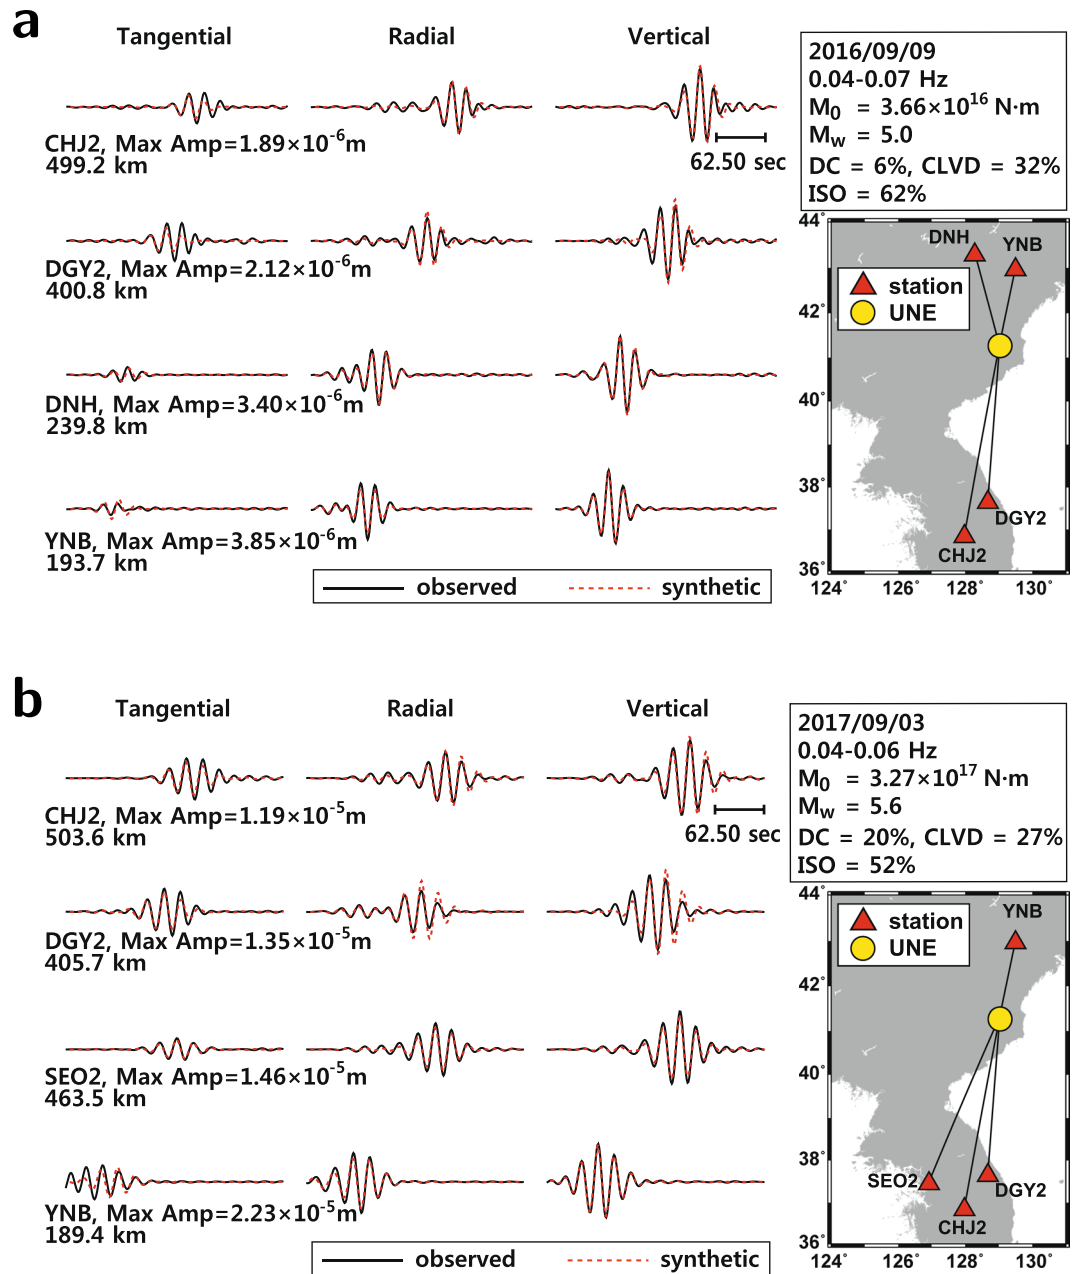 a
Tangential Radial Vertical
CHJ2, Max Amp=1.89×10⁻⁶m
499.2 km
62.50 sec
DGY2, Max Amp=2.12×10⁻⁶m
400.8 km
DNH, Max Amp=3.40×10⁻⁶m
239.8 km
YNB, Max Amp=3.85×10⁻⁶m
193.7 km
observed synthetic
2016/09/09
0.04-0.07 Hz
M₀ = 3.66×10¹⁶ N·m
Mw = 5.0
DC = 6%, CLVD = 32%
ISO = 62%
44°
DNH YNB
station
UNE
42°
40°
38°
DGY2
CHJ2
36°
124° 126° 128° 130°
b
Tangential Radial Vertical
CHJ2, Max Amp=1.19×10⁻⁵m
503.6 km
62.50 sec
DGY2, Max Amp=1.35×10⁻⁵m
405.7 km
SEO2, Max Amp=1.46×10⁻⁵m
463.5 km
YNB, Max Amp=2.23×10⁻⁵m
189.4 km
observed synthetic
2017/09/03
0.04-0.06 Hz
M₀ = 3.27×10¹⁷ N·m
Mw = 5.6
DC = 20%, CLVD = 27%
ISO = 52%
44°
YNB
station
UNE
42°
40°
38°
SEO2
DGY2
CHJ2
36°
124° 126° 128° 130°